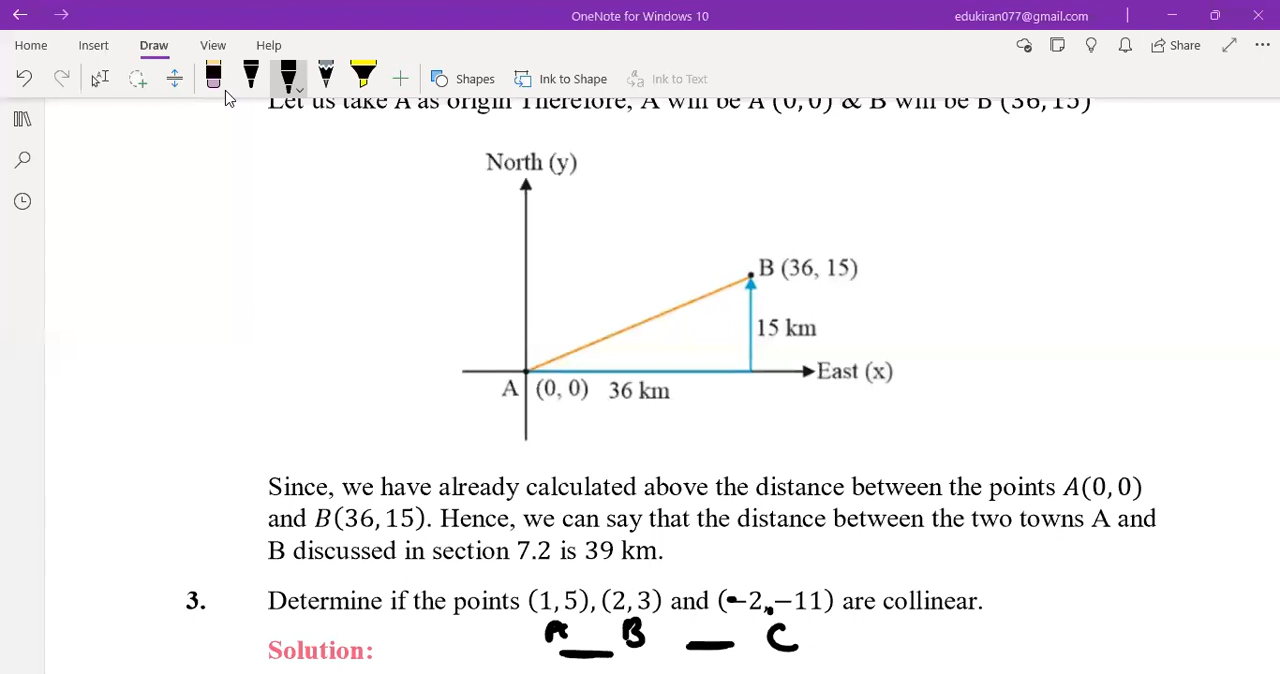 OneNote for Windows 10
edukiran077@gmail.com
Home Insert Draw View Help
Share
Shapes Ink to Shape Ink to Text
Let us take A as origin Therefore, A will be A (0, 0) & B will be B (36, 15)
North (y)
B (36, 15)
15 km
East (x)
A (0, 0) 36 km
Since, we have already calculated above the distance between the points A(0, 0)
and B(36, 15). Hence, we can say that the distance between the two towns A and
B discussed in section 7.2 is 39 km.
3. Determine if the points (1, 5), (2, 3) and (−2, −11) are collinear.
A B C
Solution: